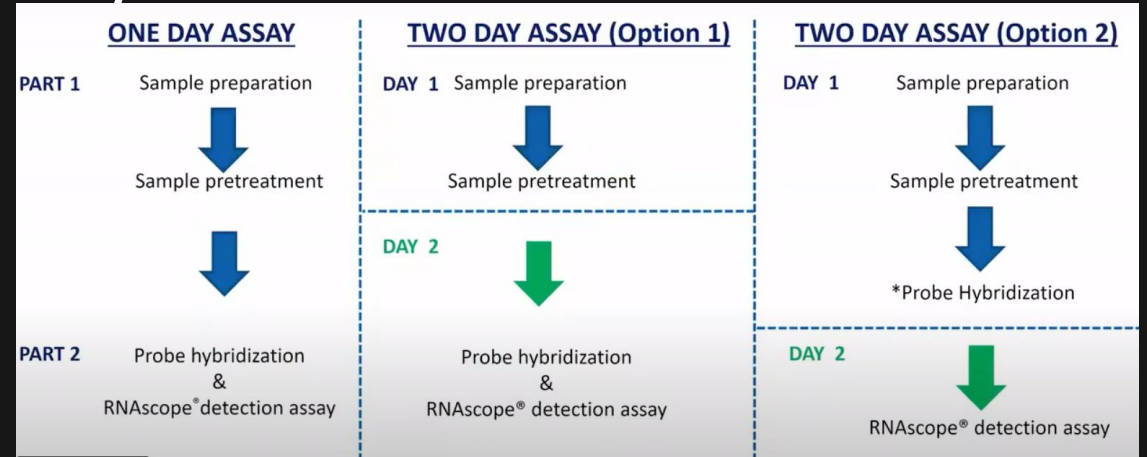 ONE DAY ASSAY
PART 1
Sample preparation
Sample pretreatment
PART 2
Probe hybridization
&
RNAscope® detection assay
TWO DAY ASSAY (Option 1)
DAY 1
Sample preparation
Sample pretreatment
DAY 2
Probe hybridization
&
RNAscope® detection assay
TWO DAY ASSAY (Option 2)
DAY 1
Sample preparation
Sample pretreatment
*Probe Hybridization
DAY 2
RNAscope® detection assay